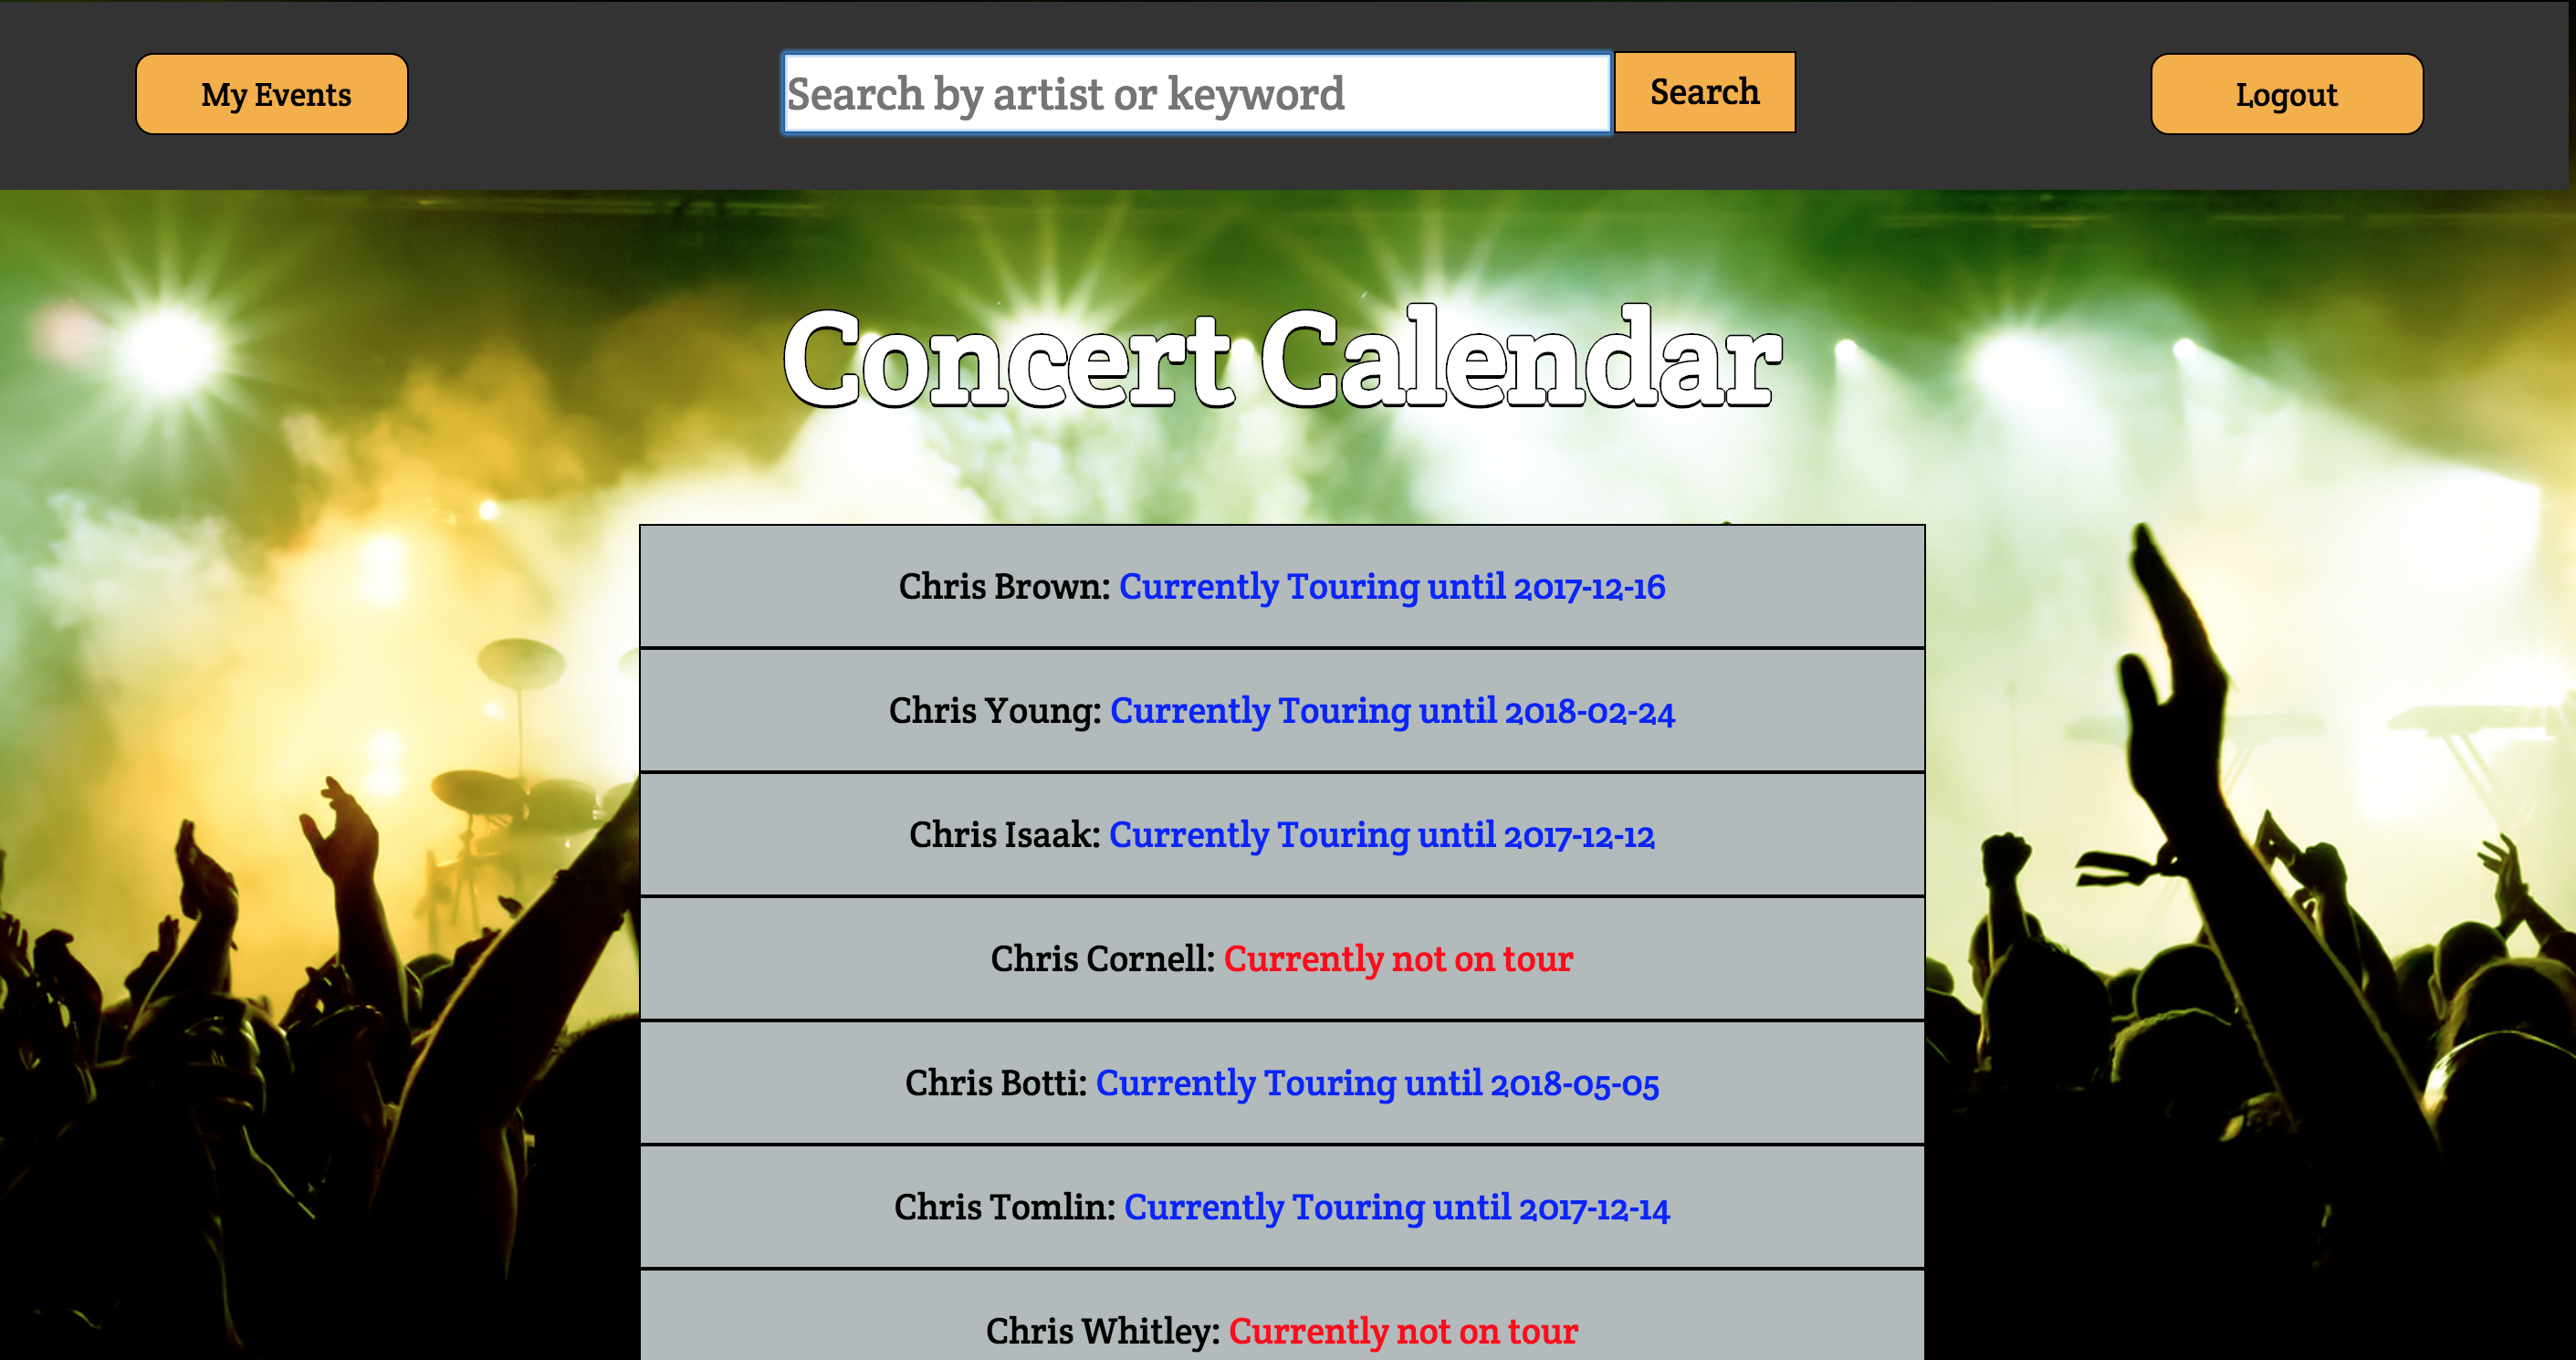 My Events
Search by artist or keyword
Search
Logout
Concert Calendar
Chris Brown: Currently Touring until 2017-12-16
Chris Young: Currently Touring until 2018-02-24
Chris Isaak: Currently Touring until 2017-12-12
Chris Cornell: Currently not on tour
Chris Botti: Currently Touring until 2018-05-05
Chris Tomlin: Currently Touring until 2017-12-14
Chris Whitley: Currently not on tour